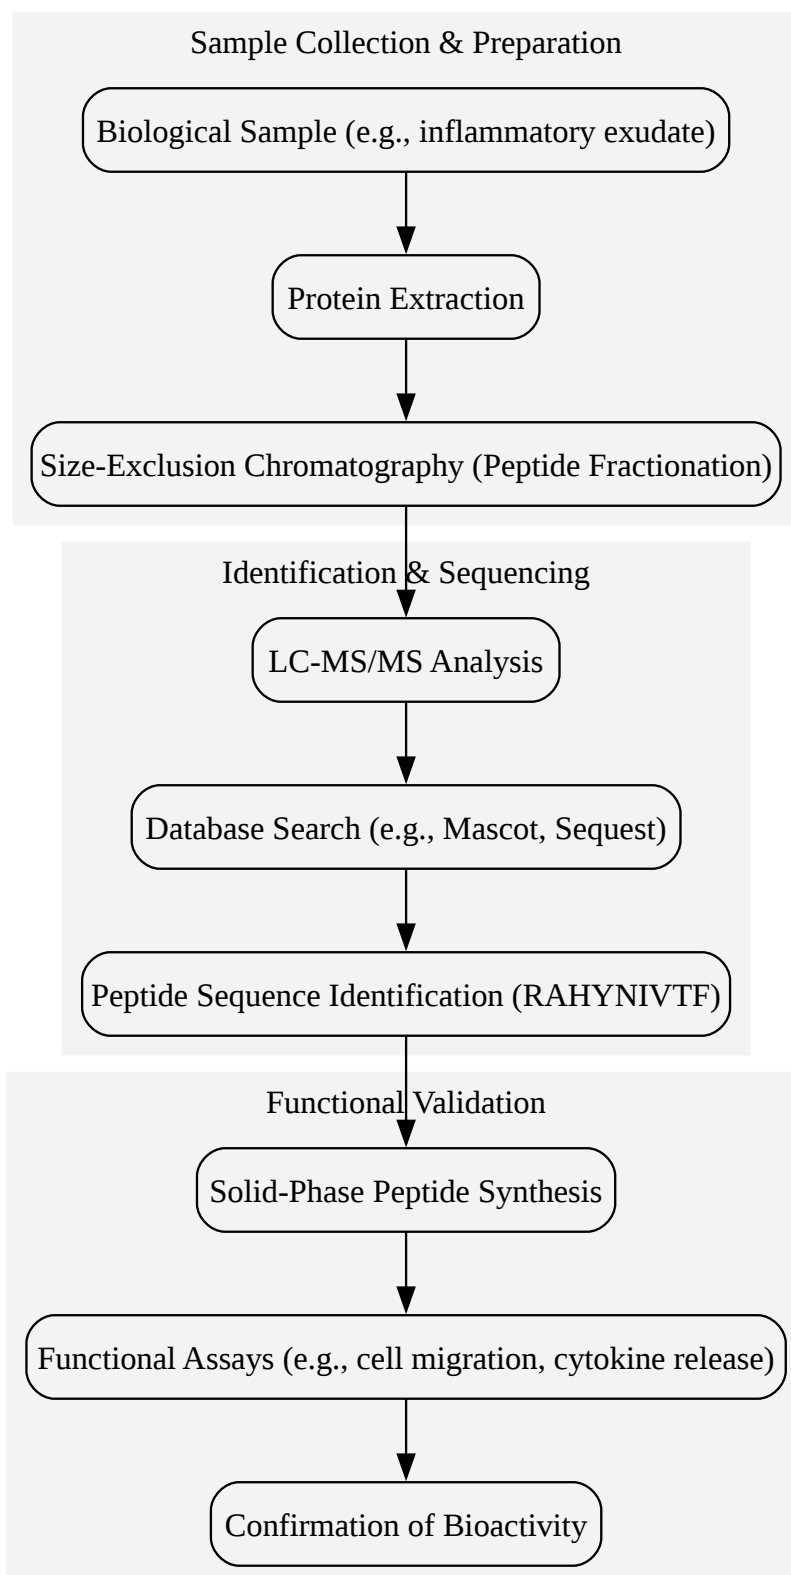 Sample Collection & Preparation
Biological Sample (e.g., inflammatory exudate)
Protein Extraction
Size-Exclusion Chromatography (Peptide Fractionation)
Identification & Sequencing
LC-MS/MS Analysis
Database Search (e.g., Mascot, Sequest)
Peptide Sequence Identification (RAHYNIVTF)
Functional Validation
Solid-Phase Peptide Synthesis
Functional Assays (e.g., cell migration, cytokine release)
Confirmation of Bioactivity